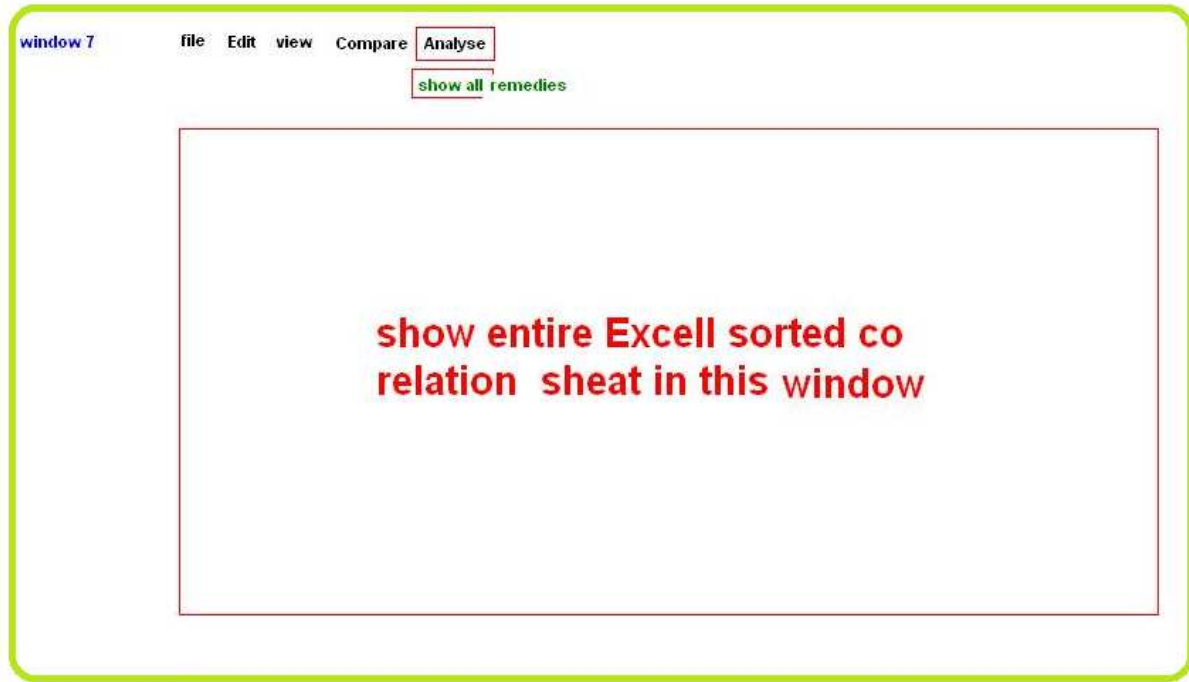 window 7 file Edit view Compare Analyse
show all remedies
show entire Excell sorted co
relation sheat in this window